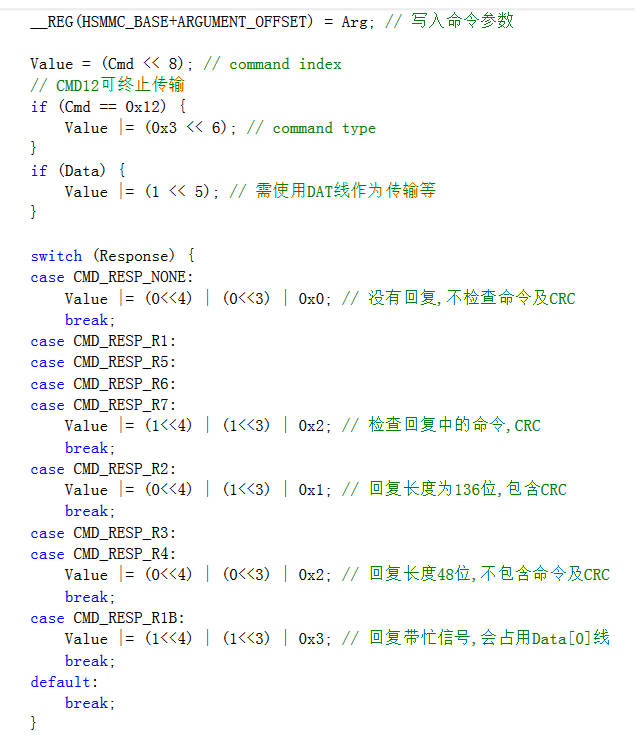 __REG(HSMMC_BASE+ARGUMENT_OFFSET) = Arg; // 写入命令参数
Value = (Cmd << 8); // command index
// CMD12可终止传输
if (Cmd == 0x12) {
Value |= (0x3 << 6); // command type
}
if (Data) {
Value |= (1 << 5); // 需使用DAT线作为传输等
}
switch (Response) {
case CMD_RESP_NONE:
Value |= (0<<4) | (0<<3) | 0x0; // 没有回复,不检查命令及CRC
break;
case CMD_RESP_R1:
case CMD_RESP_R5:
case CMD_RESP_R6:
case CMD_RESP_R7:
Value |= (1<<4) | (1<<3) | 0x2; // 检查回复中的命令,CRC
break;
case CMD_RESP_R2:
Value |= (0<<4) | (1<<3) | 0x1; // 回复长度为136位,包含CRC
break;
case CMD_RESP_R3:
case CMD_RESP_R4:
Value |= (0<<4) | (0<<3) | 0x2; // 回复长度48位,不包含命令及CRC
break;
case CMD_RESP_R1B:
Value |= (1<<4) | (1<<3) | 0x3; // 回复带忙信号,会占用Data[0]线
break;
default:
break;
}